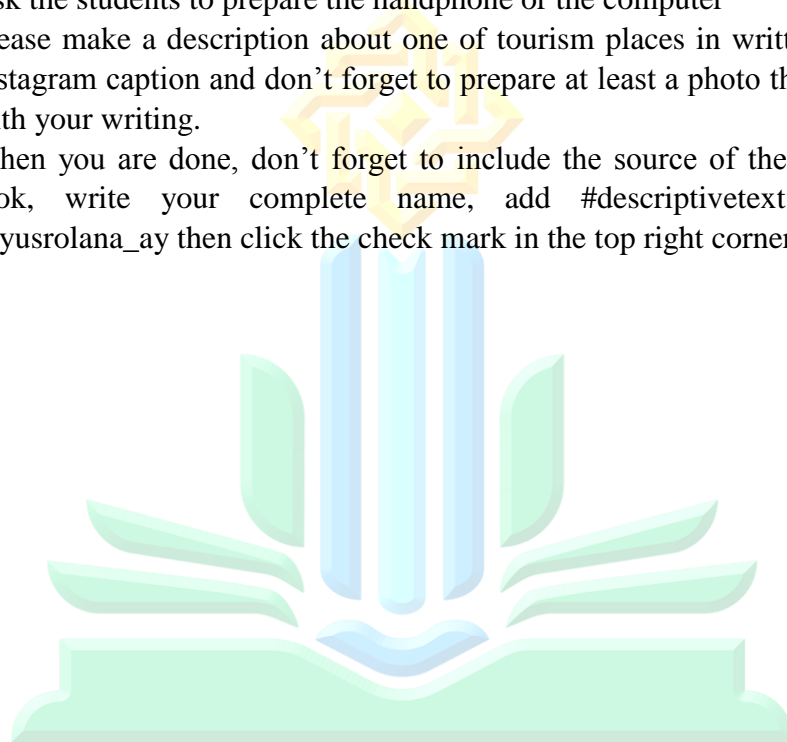 sk the students to prepare the handphone or the computer
ease make a description about one of tourism places in writt
stagram caption and don't forget to prepare at least a photo th
ith your writing.
hen you are done, don't forget to include the source of the
ok, write your complete name, add #descriptivetext
yusrolana_ay then click the check mark in the top right corner